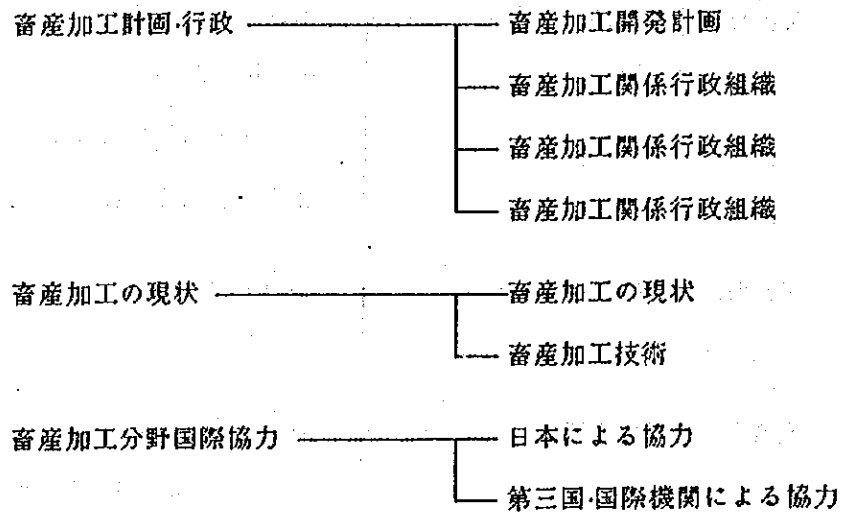 畜産加工計画·行政
畜産加工開発計画
畜産加工関係行政組織
畜産加工関係行政組織
畜産加工関係行政組織
畜産加工の現状
畜産加工の現状
畜産加工技術
畜産加工分野国際協力
日本による協力
第三国·国際機関による協力